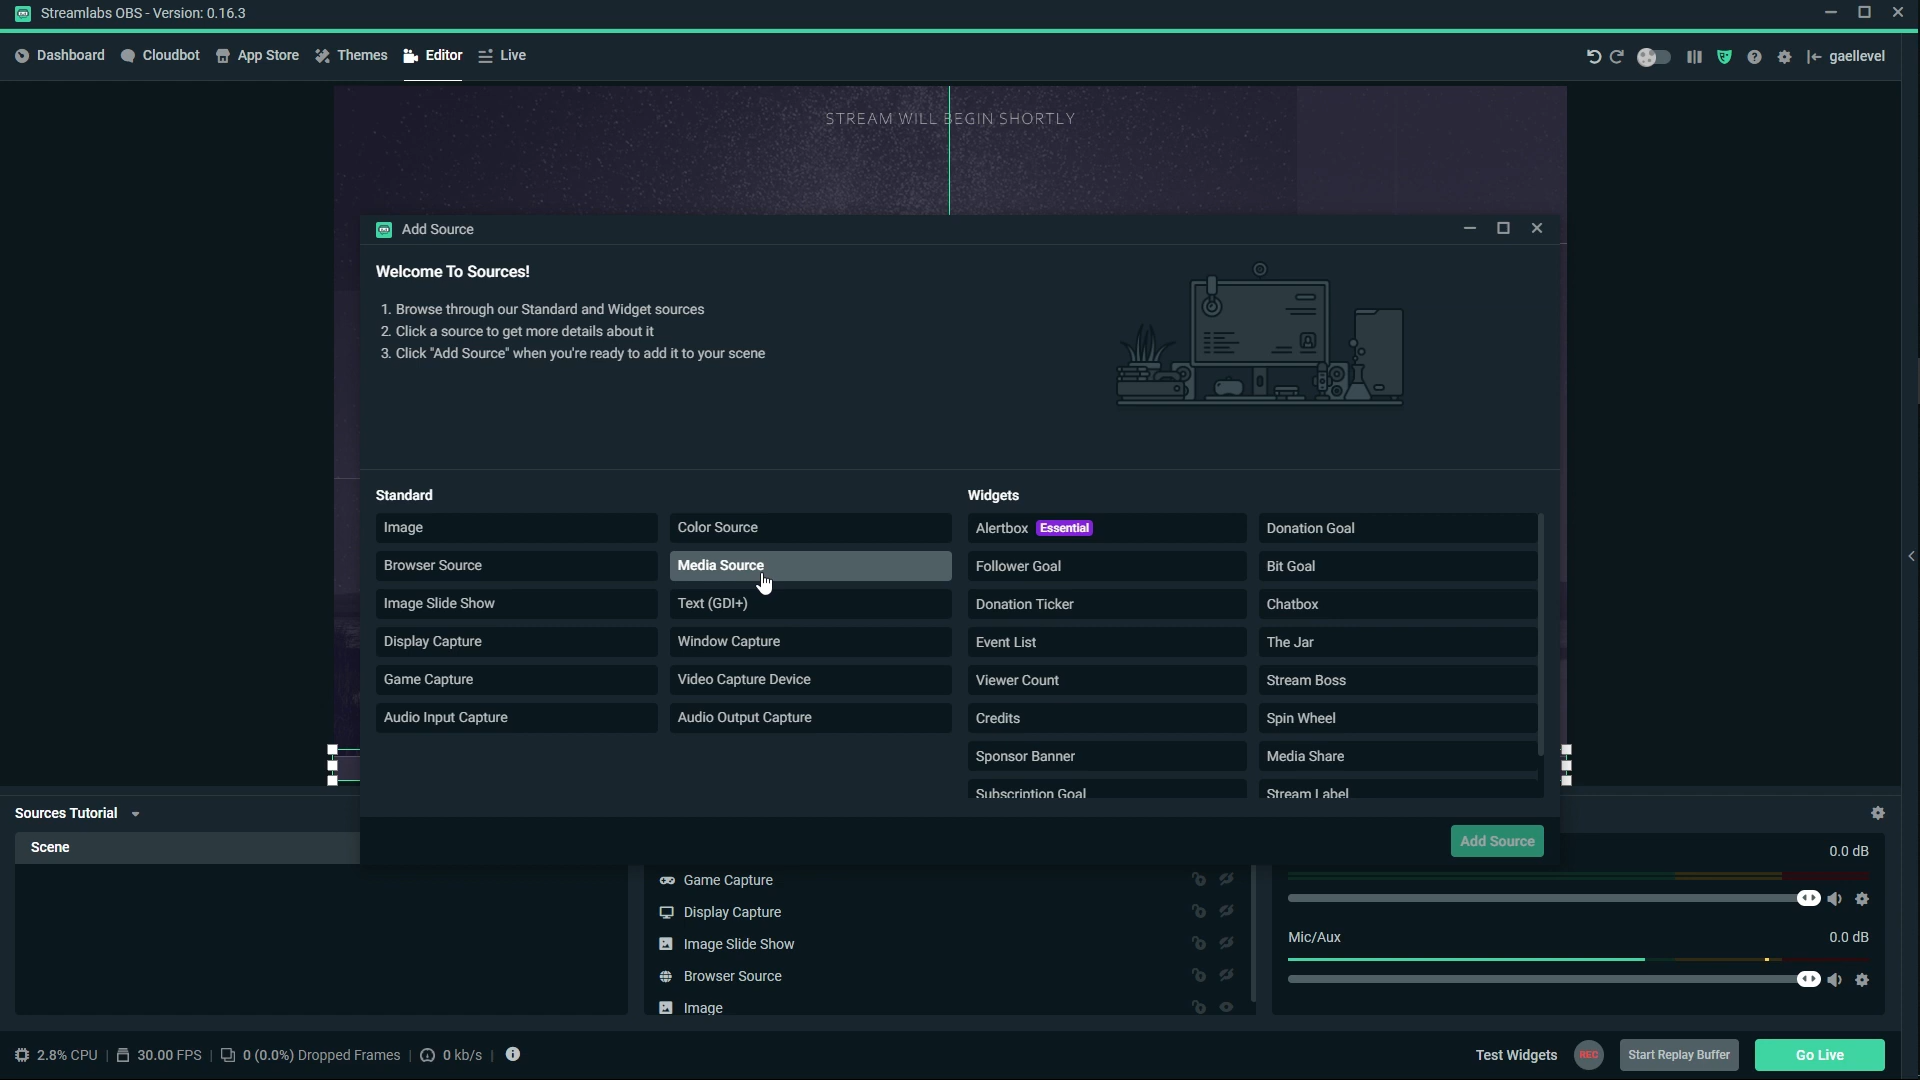 Streamlabs OBS - Version: 0.16.3
Dashboard Cloudbot App Store Themes Editor Live gaellevel
STREAM WILL BEGIN SHORTLY
Add Source
Welcome To Sources!
1. Browse through our Standard and Widget sources
2. Click a source to get more details about it
3. Click "Add Source" when you're ready to add it to your scene
Standard
Image
Color Source
Browser Source
Media Source
Image Slide Show
Text (GDI+)
Display Capture
Window Capture
Game Capture
Video Capture Device
Audio Input Capture
Audio Output Capture
Widgets
Alertbox Essential
Donation Goal
Follower Goal
Bit Goal
Donation Ticker
Chatbox
Event List
The Jar
Viewer Count
Stream Boss
Credits
Spin Wheel
Sponsor Banner
Media Share
Subscription Goal
Stream Label
Add Source
Sources Tutorial
Scene
Game Capture
Display Capture
Image Slide Show
Browser Source
Image
0.0 dB
Mic/Aux 0.0 dB
2.8% CPU | 30.00 FPS | 0 (0.0%) Dropped Frames | 0 kb/s |
Test Widgets REC Start Replay Buffer Go Live